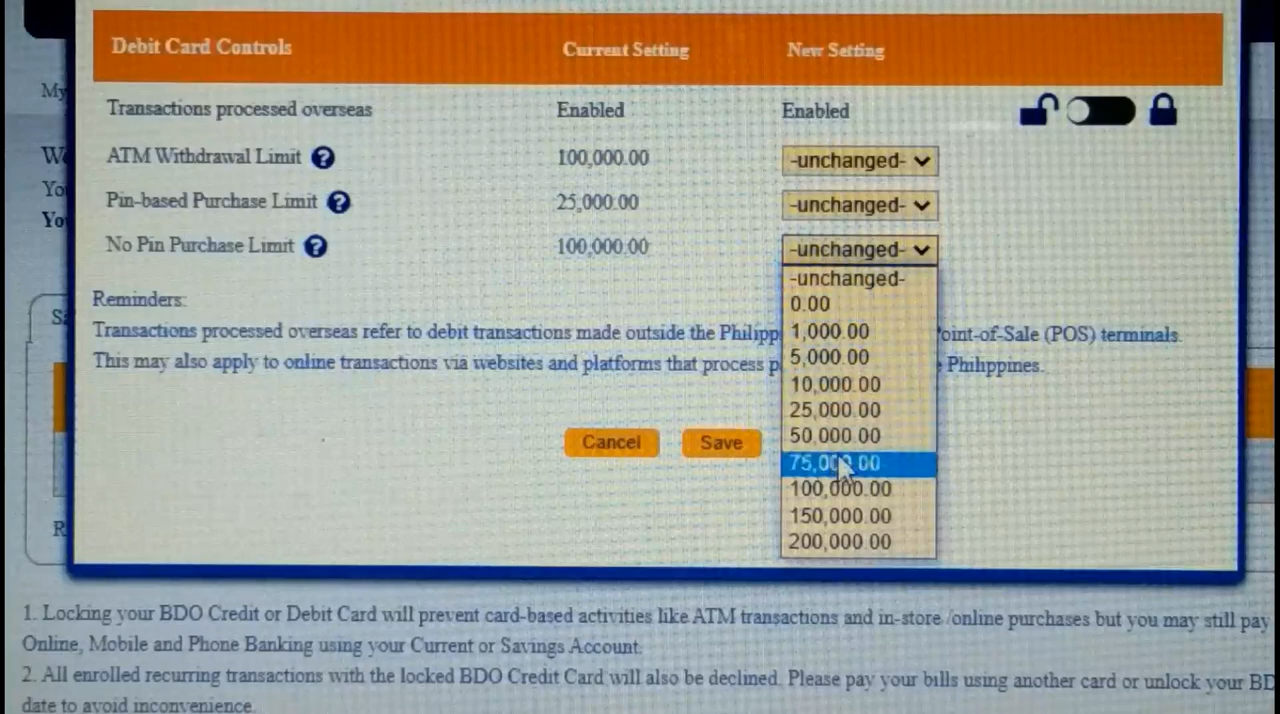 Debit Card Controls Current Setting New Setting
My
Transactions processed overseas Enabled Enabled
ATM Withdrawal Limit ? 100,000.00 -unchanged-
Pin-based Purchase Limit ? 25,000.00 -unchanged-
No Pin Purchase Limit ? 100,000.00 -unchanged-
-unchanged-
0.00
1,000.00
5,000.00
10,000.00
25,000.00
50,000.00
75,000.00
100,000.00
150,000.00
200,000.00
You
Reminders:
Transactions processed overseas refer to debit transactions made outside the Philipp oint-of-Sale (POS) terminals.
This may also apply to online transactions via websites and platforms that process p Philippines.
Cancel Save
1. Locking your BDO Credit or Debit Card will prevent card-based activities like ATM transactions and in-store /online purchases but you may still pay
Online, Mobile and Phone Banking using your Current or Savings Account.
2. All enrolled recurring transactions with the locked BDO Credit Card will also be declined. Please pay your bills using another card or unlock your BD
date to avoid inconvenience.